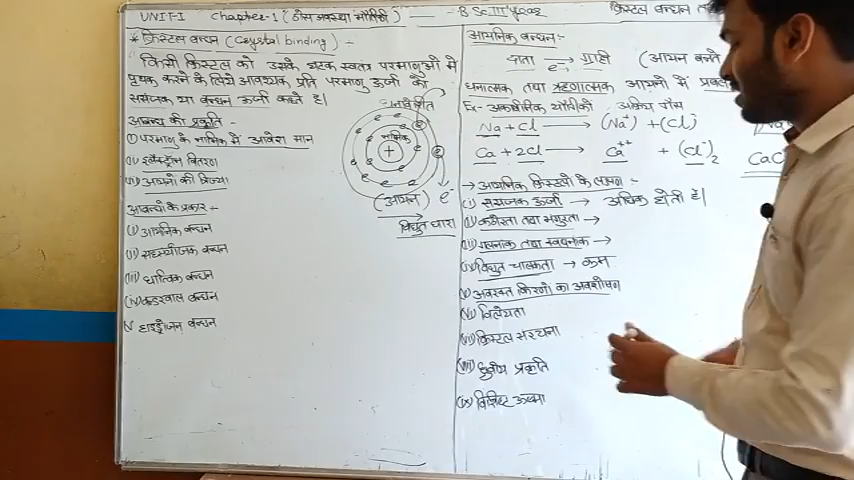 UNIT-I Chapter-1 (ठोस अवस्था भौतिकी) — B.Sc. III year
* क्रिस्टल बन्धन (Crystal binding) -
किसी क्रिस्टल को उसके घटक स्वतंत्र परमाणुओं में
पृथक करने के लिये आवश्यक प्रति परमाणु ऊर्जा को
संसंजक या बन्धन ऊर्जा कहते है।
आबन्ध की प्रकृति -
(i) परमाणु के नाभिक में आवेश मान
(ii) इलैक्ट्रॉन वितरण
(iii) आयनों की त्रिज्या
आबन्धों के प्रकार -
(i) आयनिक बन्धन
(ii) सहसंयोजक बन्धन
(iii) धात्विक बन्धन
(iv) वाण्डरवाल बन्धन
(v) हाइड्रोजन बन्धन
नाभिक
+
(आयन) e-
विद्युत धारा
क्रिस्टल बन्धन
आयनिक बन्धन:-
दाता e- → ग्राही (आयन बनते
धनात्मक तथा ऋणात्मक आयनों में प्रबल
Ex- अकार्बनिक यौगिकों अक्रिय गैस
Na + Cl → (Na+) + (Cl)-
Ca + 2Cl → Ca++ + (Cl-)2
CaCl
→ आयनिक क्रिस्टलों के लक्षण :-
(i) संसंजक ऊर्जा → अधिक होती है।
(ii) कठोरता तथा भंगुरता →
(iii) गलनांक तथा क्वथनांक →
(iv) विद्युत चालकता → कम
(v) अवरक्त किरणों का अवशोषण
(vi) विलेयता
(vii) क्रिस्टल संरचना
(viii) ध्रुवीय प्रकृति
(ix) विशिष्ट ऊष्मा